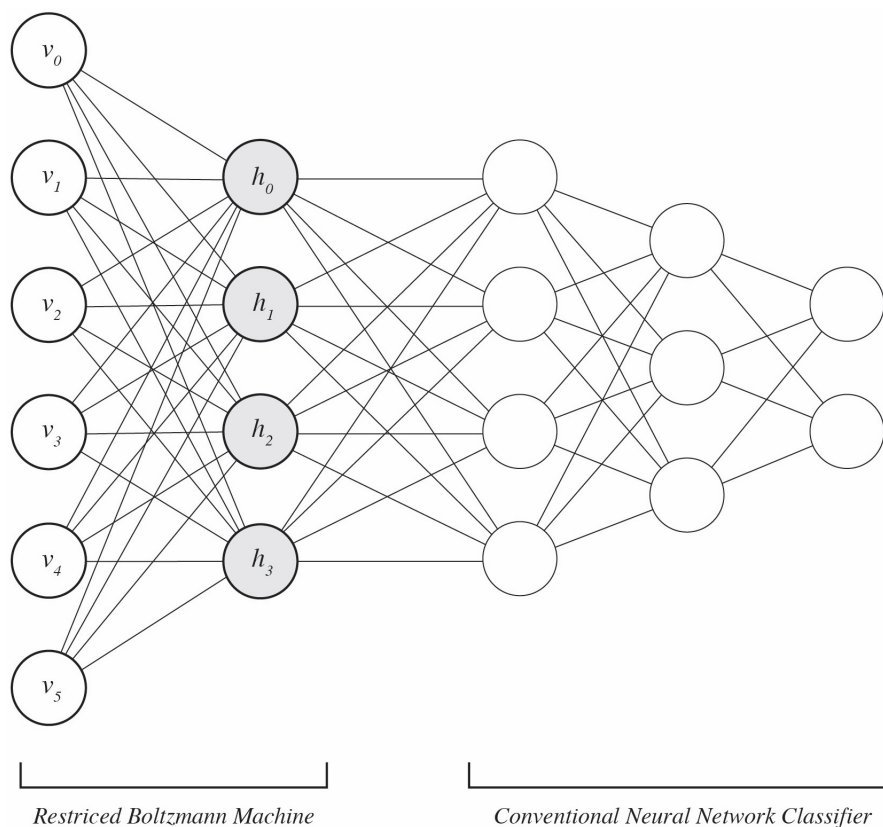 v0
v1
v2
v3
v4
v5
h0
h1
h2
h3
Restriced Boltzmann Machine
Conventional Neural Network Classifier